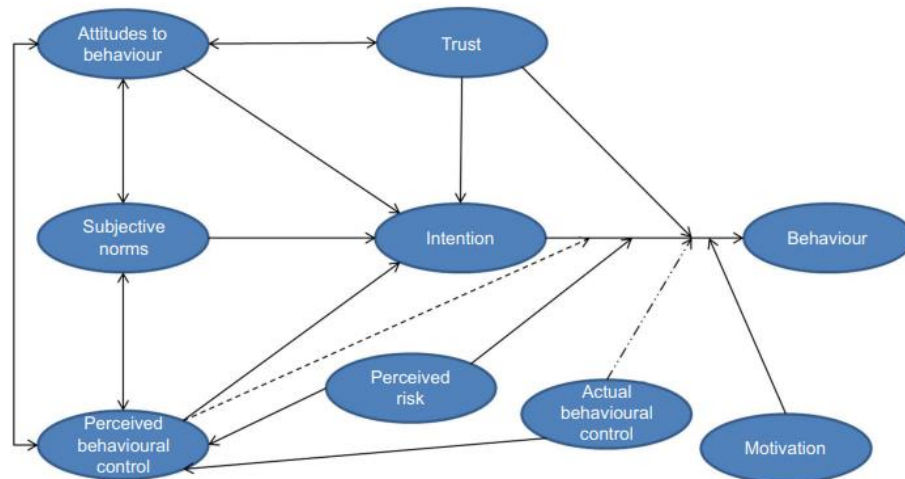 Attitudes to
behaviour
Trust
Subjective
norms
Intention
Behaviour
Perceived
risk
Actual
behavioural
control
Perceived
behavioural
control
Motivation